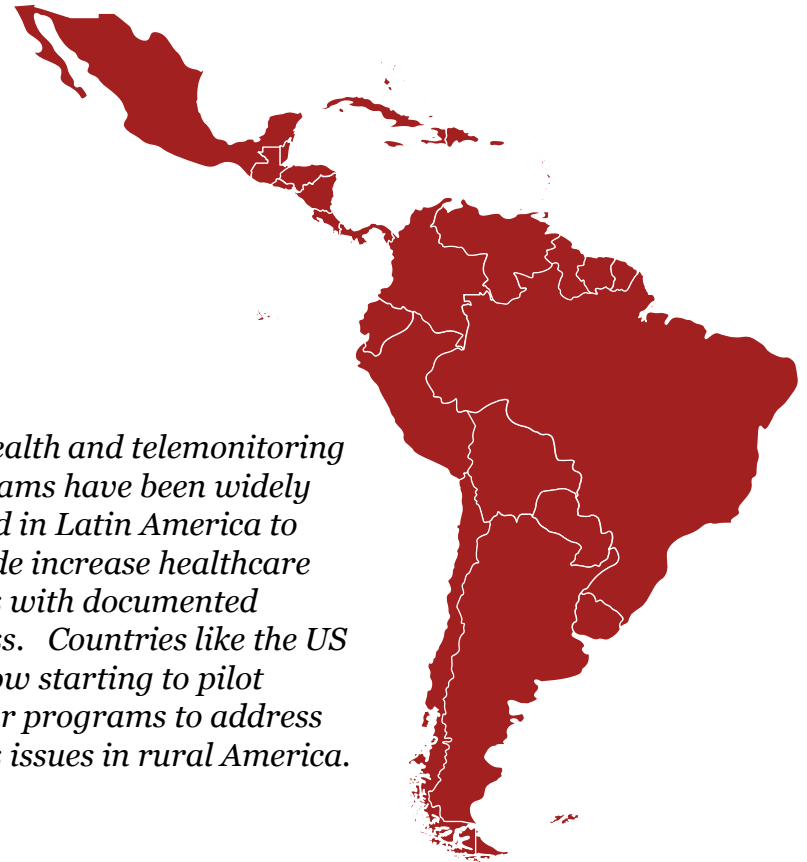 ealth and telemonitoring
ams have been widely
d in Latin America to
de increase healthcare
s with documented
ss. Countries like the US
ow starting to pilot
r programs to address
s issues in rural America.